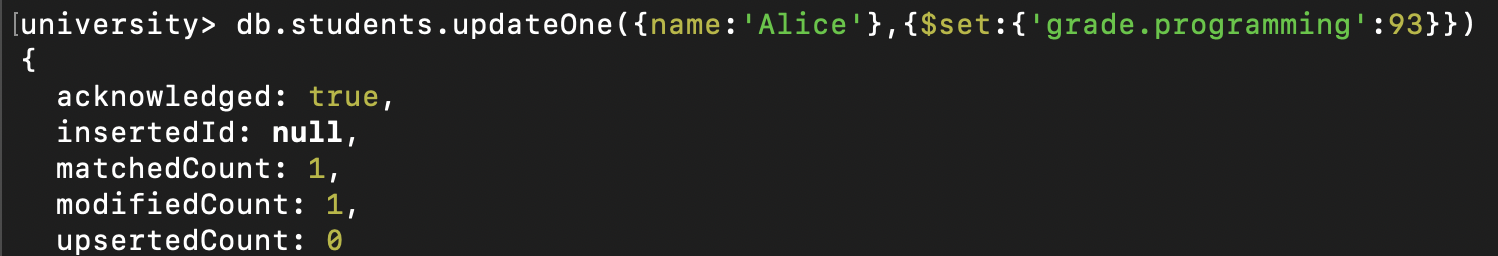 [university> db.students.updateOne({name:'Alice'},{$set:{'grade.programming':93}})
{
  acknowledged: true,
  insertedId: null,
  matchedCount: 1,
  modifiedCount: 1,
  upsertedCount: 0